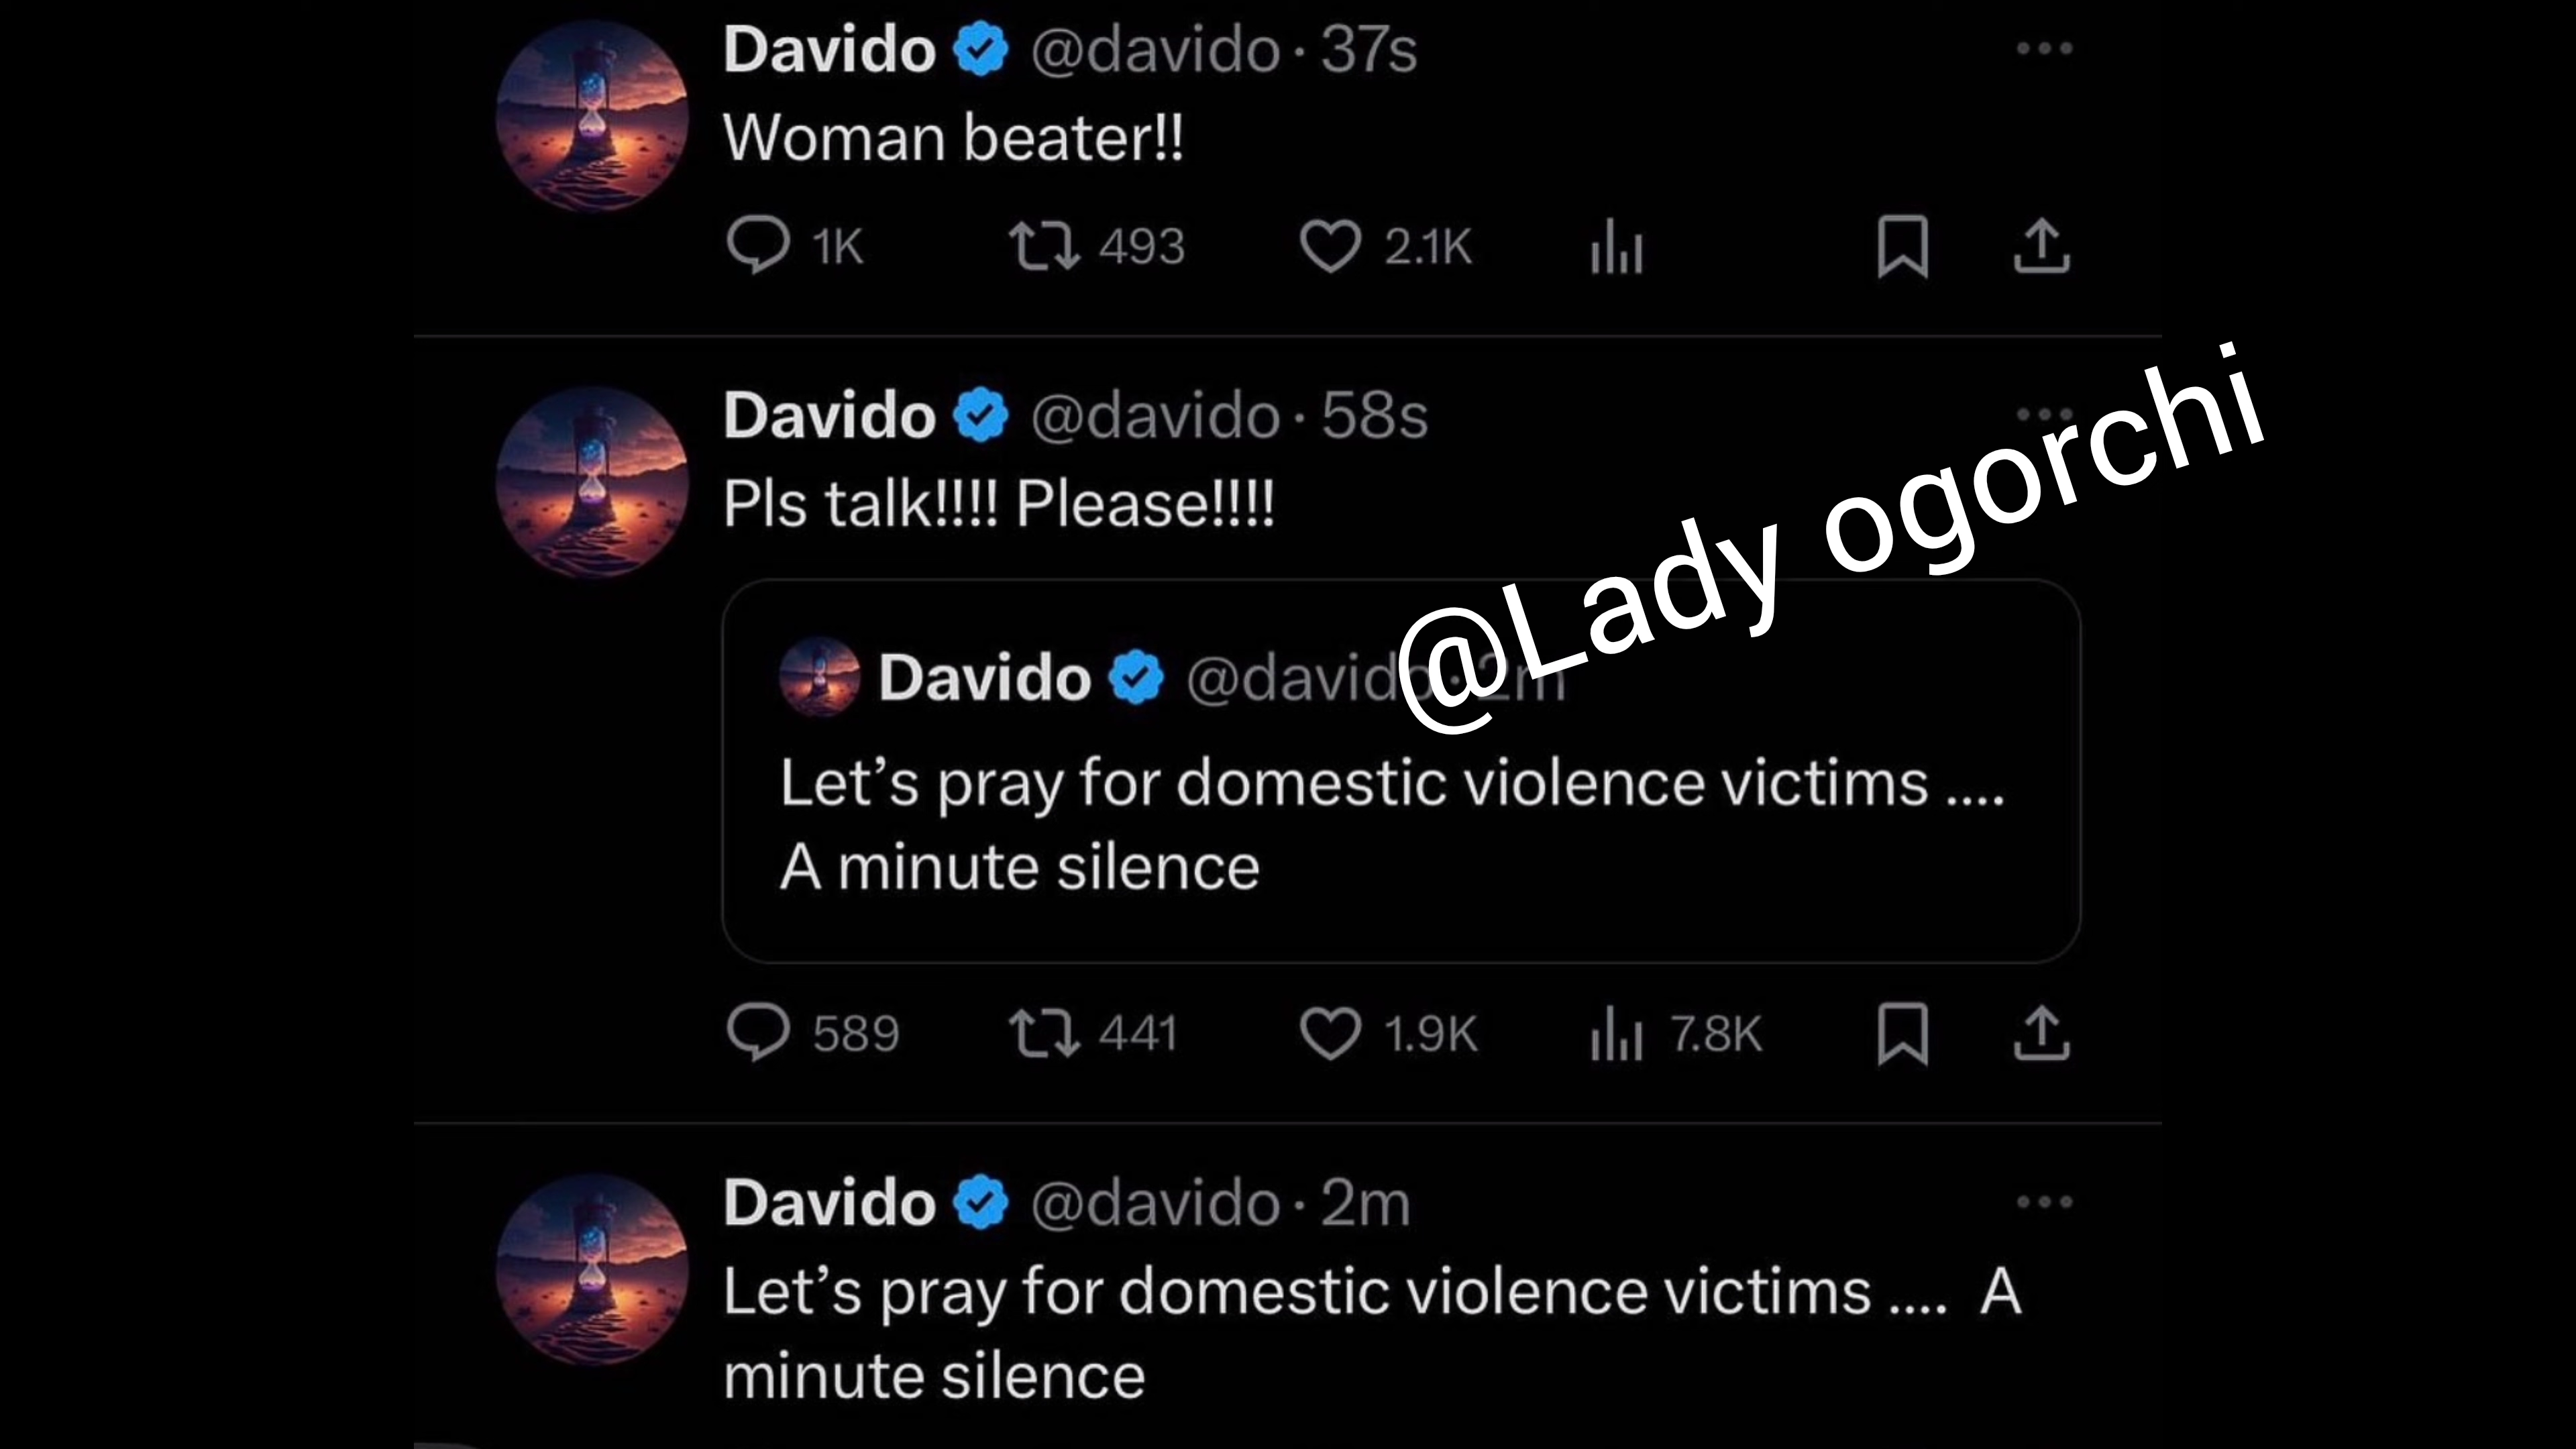 Davido @davido · 37s
Woman beater!!
1K 493 2.1K
Davido @davido · 58s
Pls talk!!!! Please!!!!
@Lady ogorchi
Davido @davido · 2m
Let’s pray for domestic violence victims ....
A minute silence
589 441 1.9K 7.8K
Davido @davido · 2m
Let’s pray for domestic violence victims .... A
minute silence